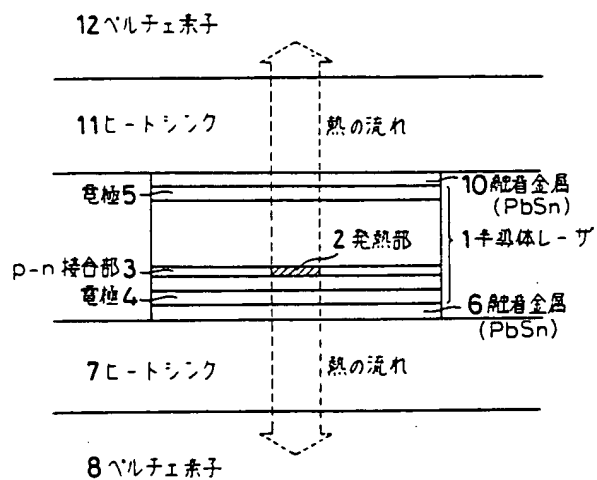 12ペルチェ素子
11ヒートシンク
熱の流れ
電極5
10融着金属
(PbSn)
2発熱部
1半導体レーザ
p-n接合部3
電極4
6融着金属
(PbSn)
7ヒートシンク
熱の流れ
8ペルチェ素子